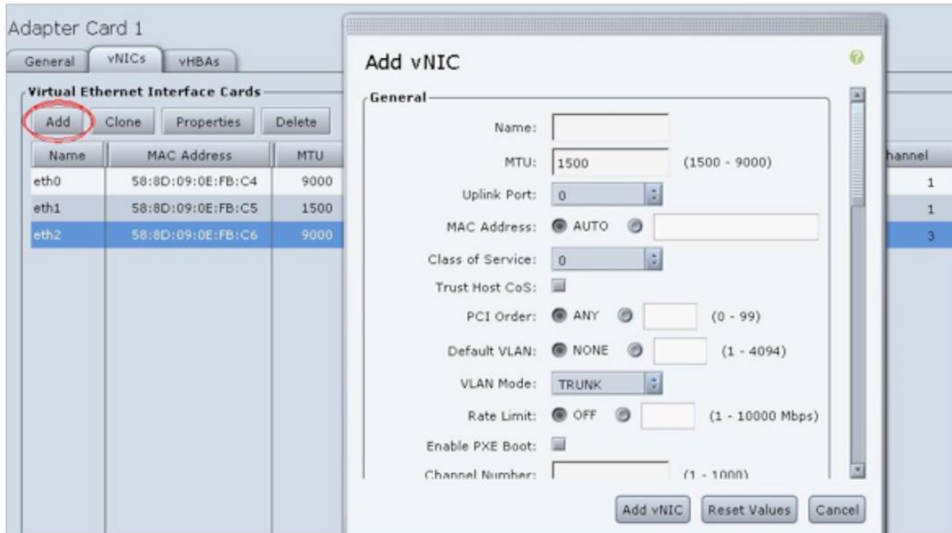 Adapter Card 1
General vNICs vHBAs
Virtual Ethernet Interface Cards
Add Clone Properties Delete
Name MAC Address MTU hannel
eth0 58:8D:09:0E:FB:C4 9000 1
eth1 58:8D:09:0E:FB:C5 1500 1
eth2 58:8D:09:0E:FB:C6 9000 3
Add vNIC ?
General
Name:
MTU: 1500 (1500 - 9000)
Uplink Port: 0
MAC Address: AUTO
Class of Service: 0
Trust Host CoS:
PCI Order: ANY (0 - 99)
Default VLAN: NONE (1 - 4094)
VLAN Mode: TRUNK
Rate Limit: OFF (1 - 10000 Mbps)
Enable PXE Boot:
Channel Number: (1 - 1000)
Add vNIC Reset Values Cancel